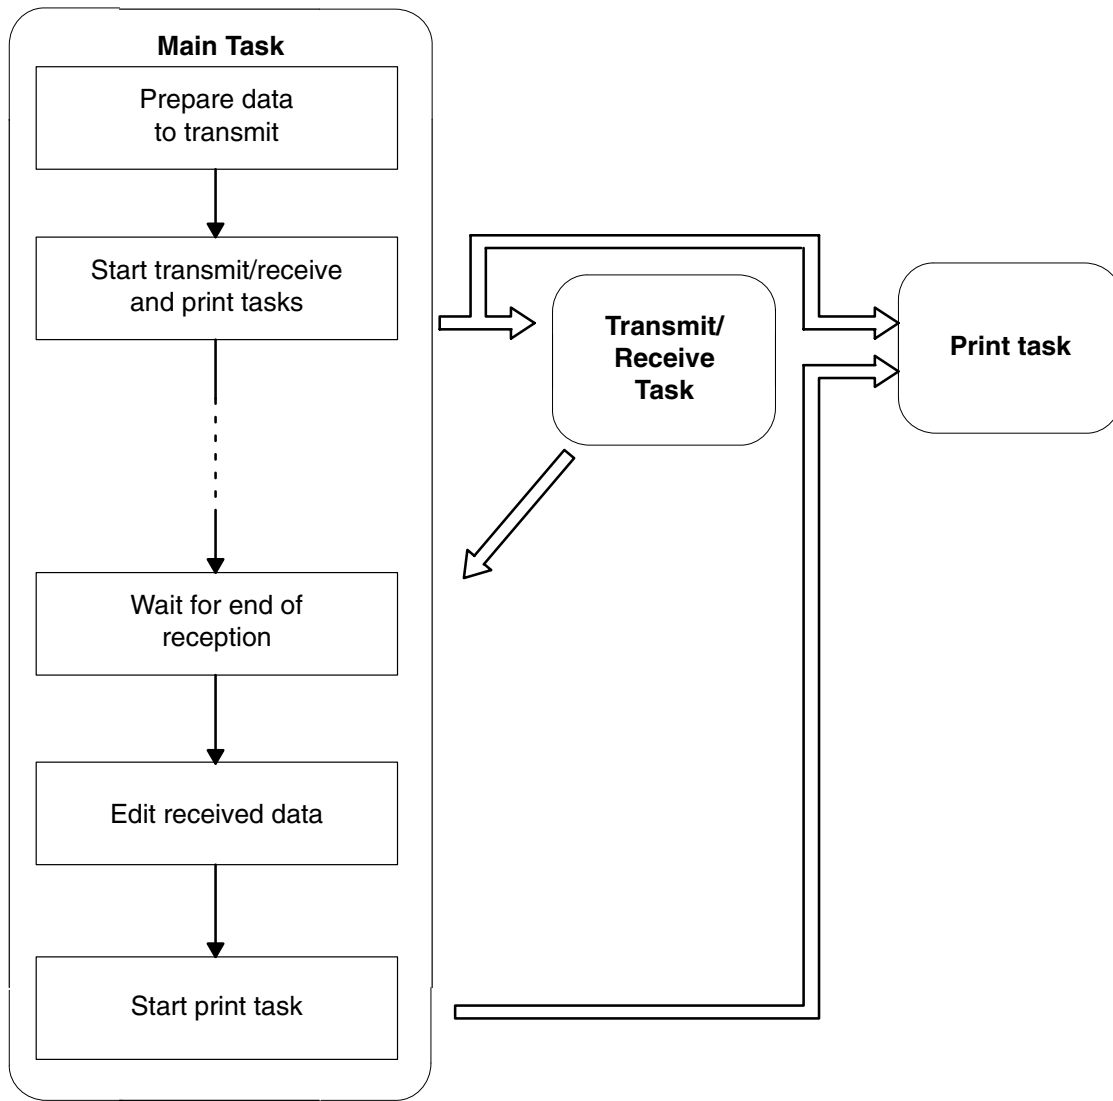 Main Task
Prepare data
to transmit
Start transmit/receive
and print tasks
Transmit/
Receive
Task
Print task
Wait for end of
reception
Edit received data
Start print task